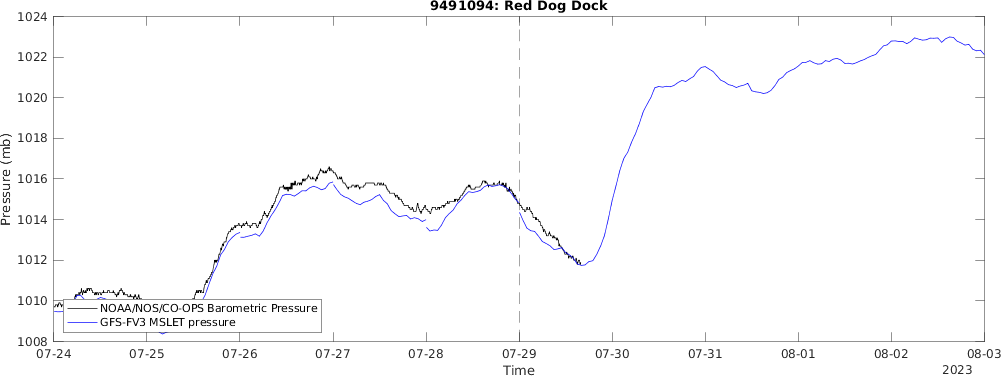 9491094: Red Dog Dock
Pressure (mb)
1024
1022
1020
1018
1016
1014
1012
1010
1008
NOAA/NOS/CO-OPS Barometric Pressure
GFS-FV3 MSLET pressure
07-24 07-25 07-26 07-27 07-28 07-29 07-30 07-31 08-01 08-02 08-03
Time
2023